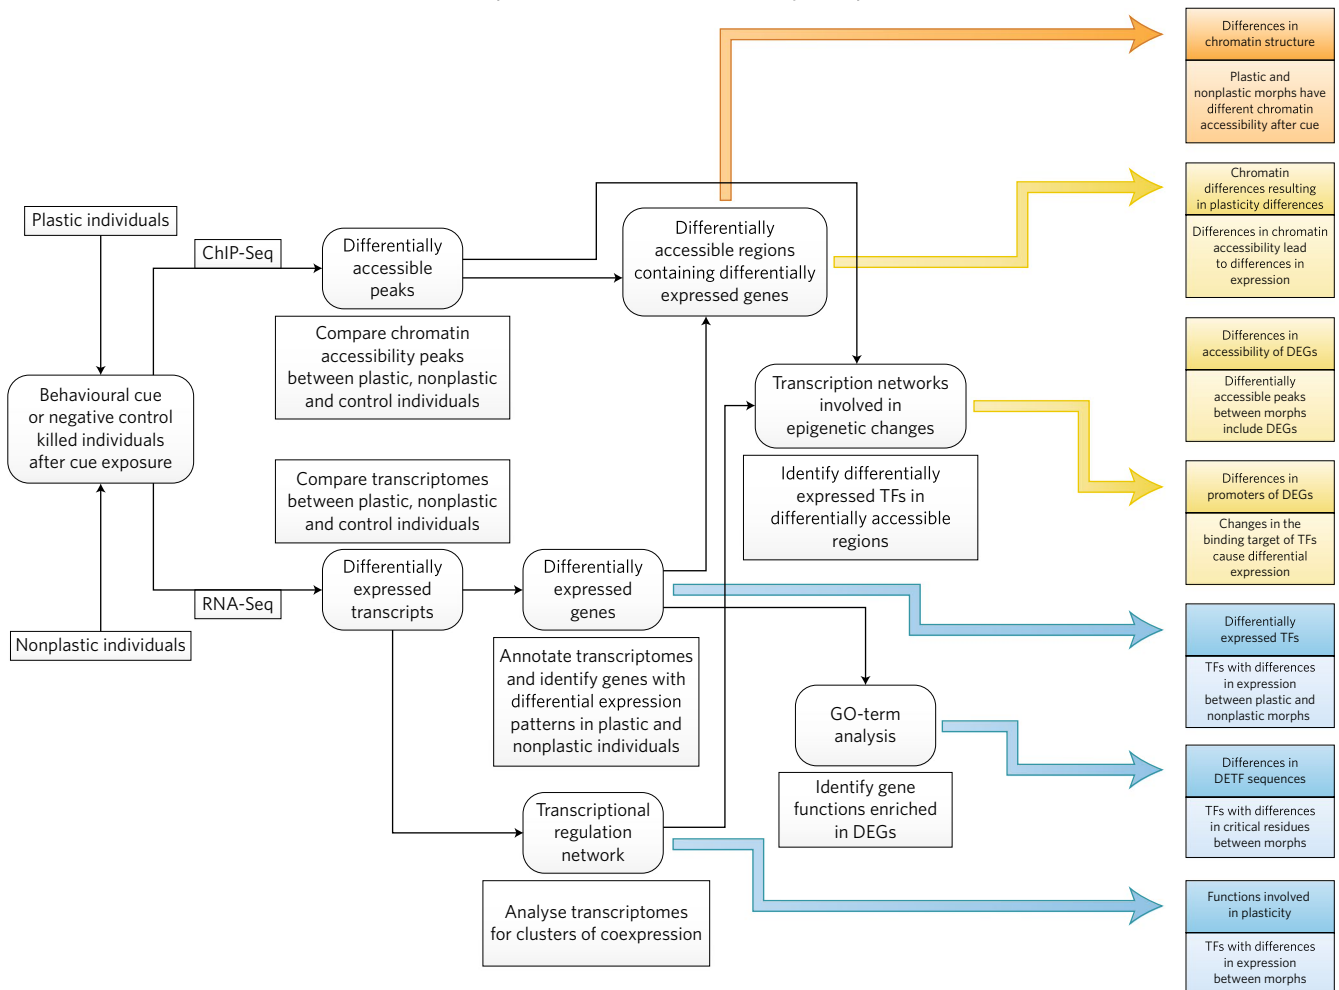 Plastic individuals
ChIP-Seq
Behavioural cue
or negative control
killed individuals
after cue exposure
Nonplastic individuals
RNA-Seq
Differentially
accessible
peaks
Compare chromatin
accessibility peaks
between plastic, nonplastic
and control individuals
Compare transcriptomes
between plastic, nonplastic
and control individuals
Differentially
expressed
transcripts
Differentially
expressed
genes
Annotate transcriptomes
and identify genes with
differential expression
patterns in plastic and
nonplastic individuals
Transcriptional
regulation
network
Analyse transcriptomes
for clusters of coexpression
Differentially
accessible regions
containing differentially
expressed genes
Transcription networks
involved in
epigenetic changes
Identify differentially
expressed TFs in
differentially accessible
regions
GO-term
analysis
Identify gene
functions enriched
in DEGs
Differences in
chromatin structure
Plastic and
nonplastic morphs have
different chromatin
accessibility after cue
Chromatin
differences resulting
in plasticity differences
Differences in chromatin
accessibility lead
to differences in
expression
Differences in
accessibility of DEGs
Differentially
accessible peaks
between morphs
include DEGs
Differences in
promoters of DEGs
Changes in the
binding target of TFs
cause differential
expression
Differentially
expressed TFs
TFs with differences
in expression
between plastic and
nonplastic morphs
Differences in
DETF sequences
TFs with differences
in critical residues
between morphs
Functions involved
in plasticity
TFs with differences
in expression
between morphs